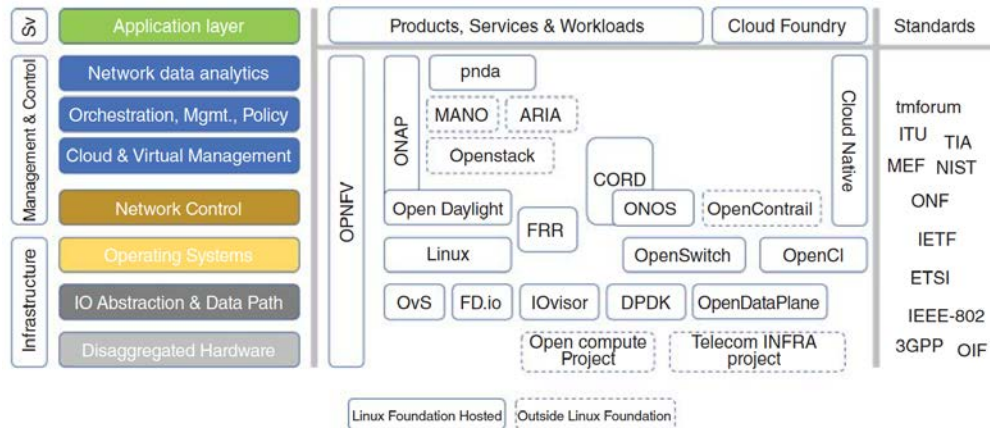 Sv
Application layer
Products, Services & Workloads
Cloud Foundry
Standards
Management & Control
Network data analytics
Orchestration, Mgmt., Policy
Cloud & Virtual Management
Network Control
Infrastructure
Operating Systems
IO Abstraction & Data Path
Disaggregated Hardware
OPNFV
ONAP
pnda
MANO
ARIA
Openstack
CORD
Cloud Native
Open Daylight
FRR
ONOS
OpenContrail
Linux
OpenSwitch
OpenCI
OvS
FD.io
IOvisor
DPDK
OpenDataPlane
Open compute
Project
Telecom INFRA
project
tmforum
ITU
TIA
MEF
NIST
ONF
IETF
ETSI
IEEE-802
3GPP
OIF
Linux Foundation Hosted
Outside Linux Foundation